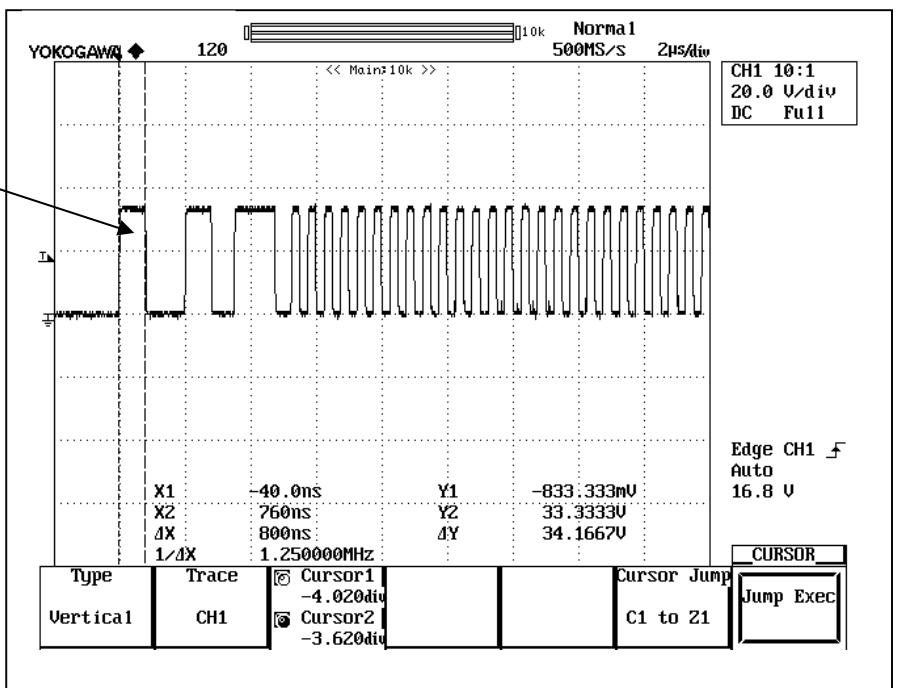 10k Normal
YOKOGAWA 120 500MS/s 2µs/div
<< Main:10k >>
CH1 10:1
20.0 V/div
DC Full
T
Edge CH1
Auto
16.8 V
X1 -40.0ns Y1 -833.333mV
X2 760ns Y2 33.3333V
ΔX 800ns ΔY 34.1667V
1/ΔX 1.250000MHz
CURSOR
Type Trace Cursor1 Cursor Jump
-4.020div Jump Exec
Vertical CH1 Cursor2 C1 to Z1
-3.620div